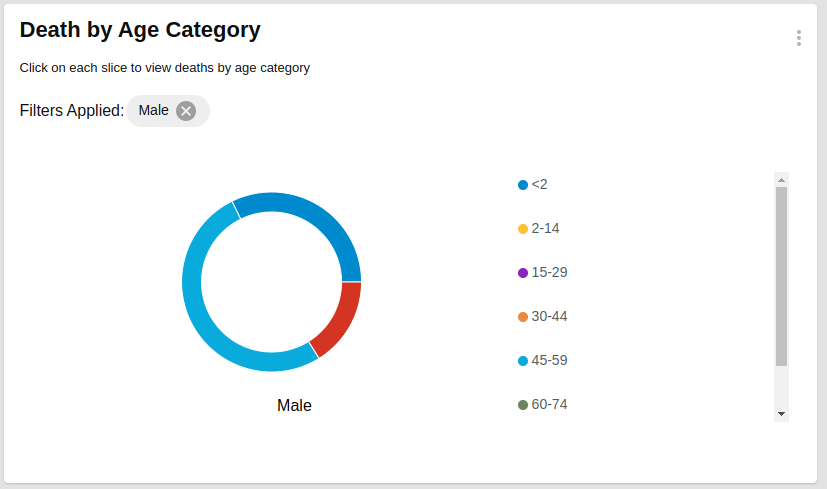 Death by Age Category
Click on each slice to view deaths by age category
Filters Applied: Male
<2
2-14
15-29
30-44
45-59
60-74
Male